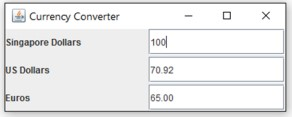 Currency Converter
Singapore Dollars 100
US Dollars 70.92
Euros 65.00